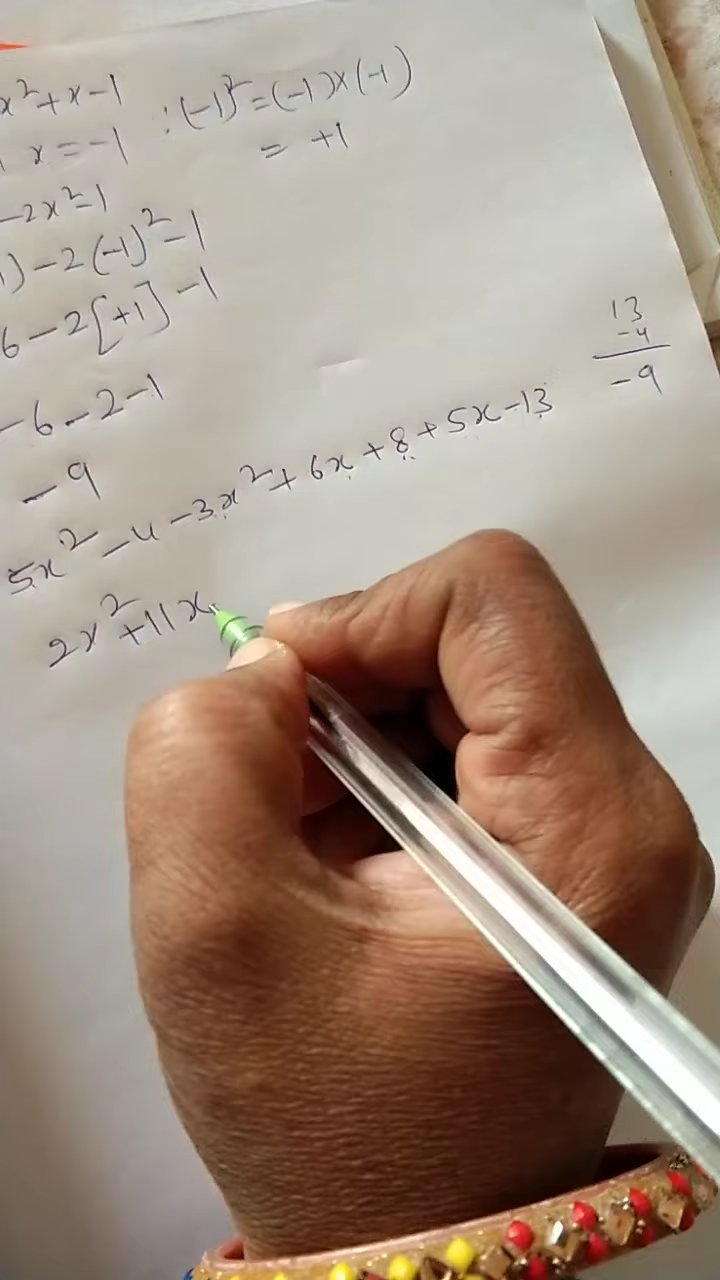 x²+x-1
x=-1 :(-1)²=(-1)×(-1)
= +1
-2x²-1
1)-2(-1)²-1
6-2[+1]-1
-6-2-1
-9
13
-4
-9
5x²-4-3x²+6x+8+5x-13
2x²+11x